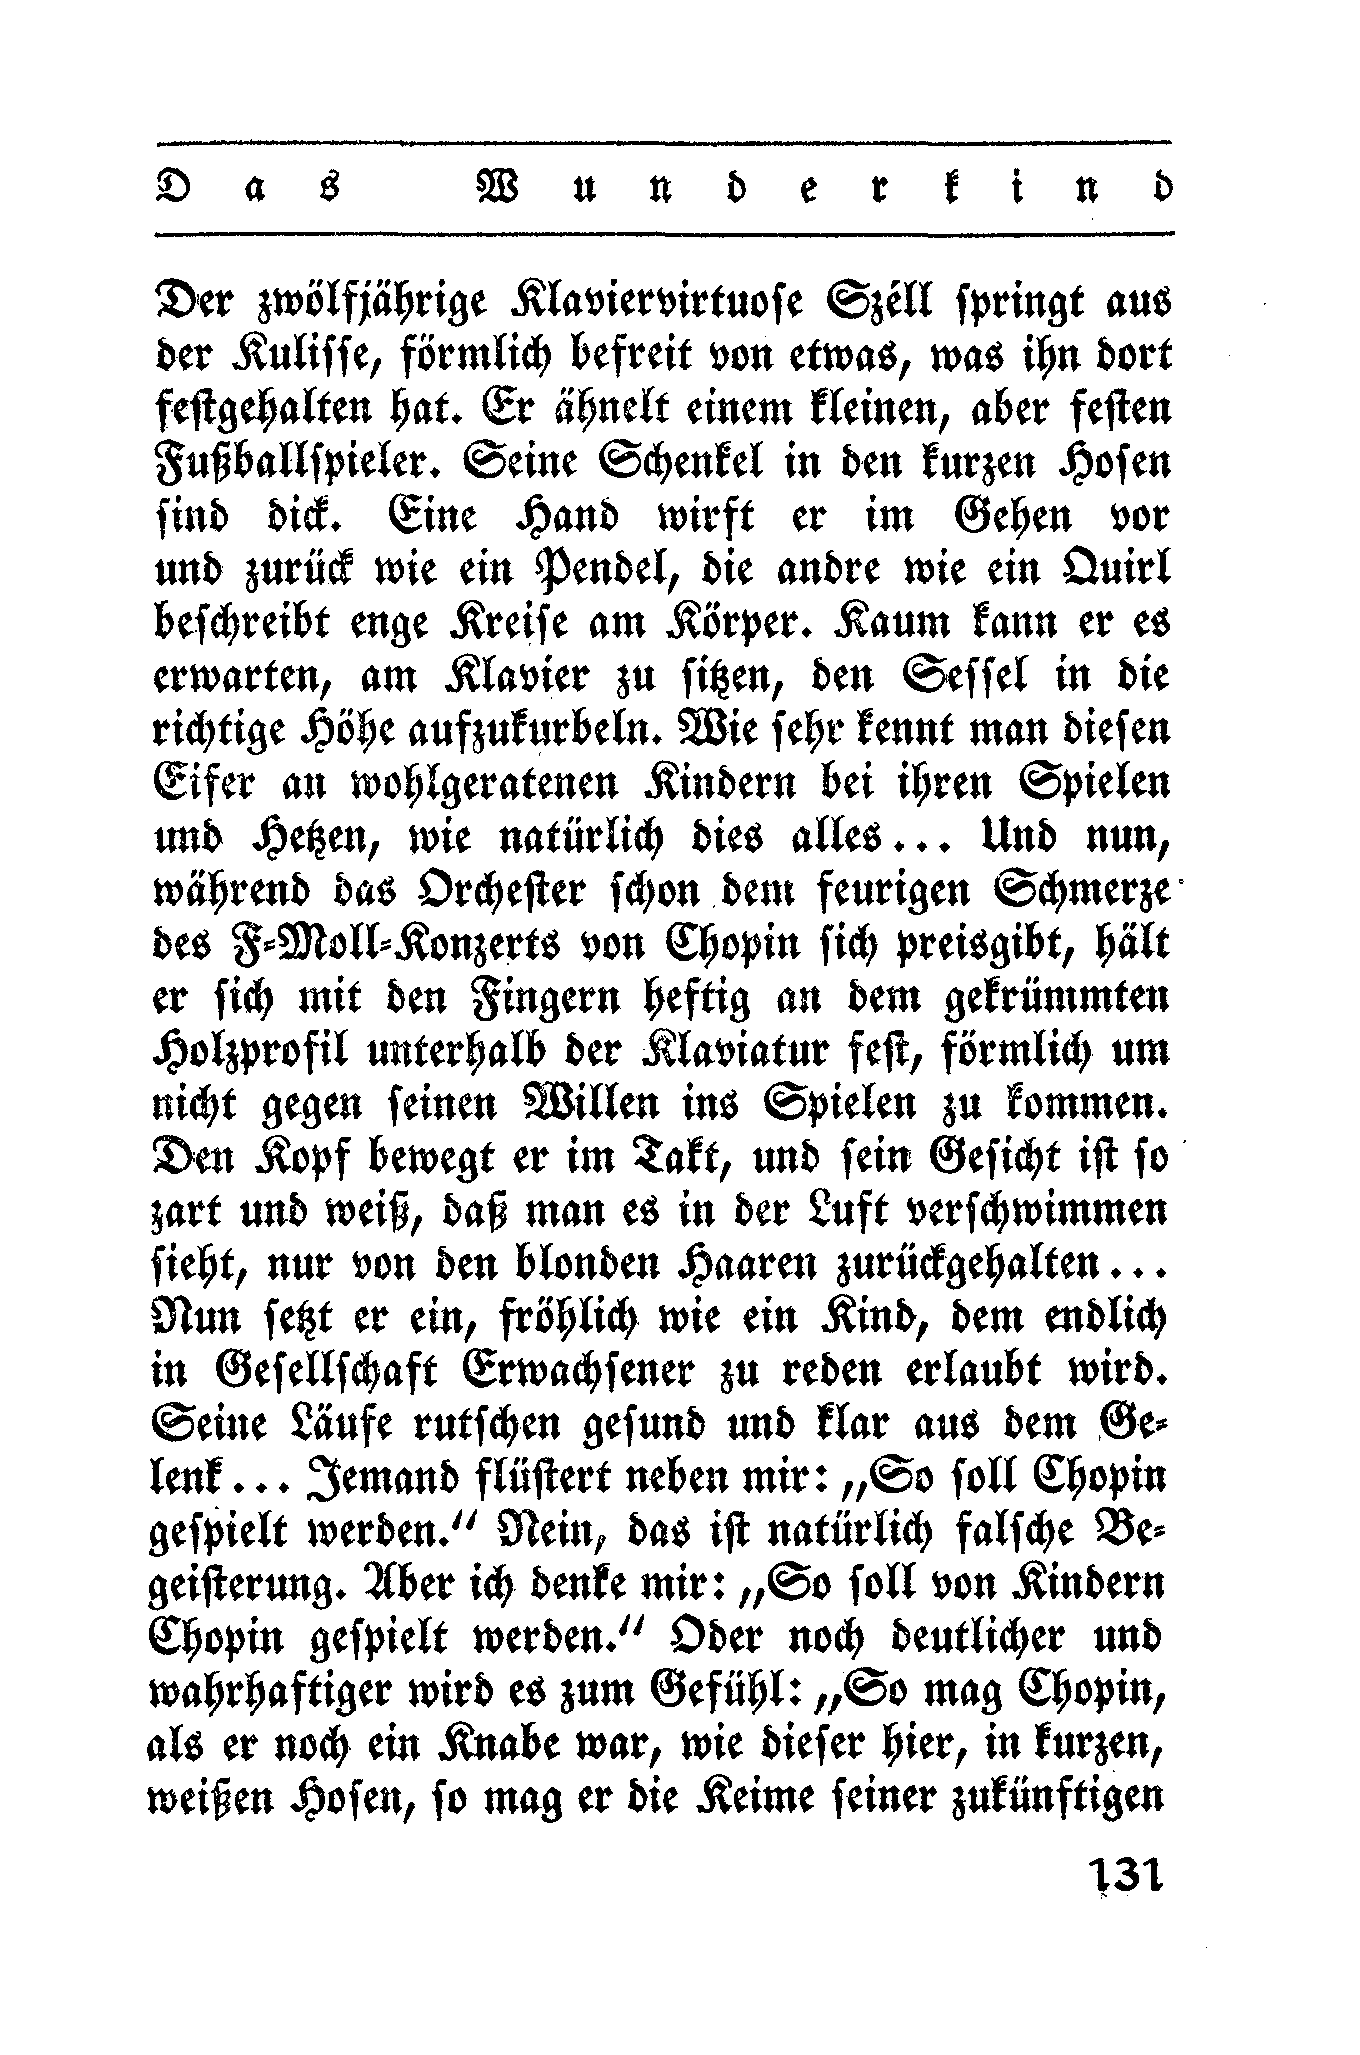 Das Wunderkind
Der zwölfjährige Klaviervirtuose Széll springt aus
der Kulisse, förmlich befreit von etwas, was ihn dort
festgehalten hat. Er ähnelt einem kleinen, aber festen
Fußballspieler. Seine Schenkel in den kurzen Hosen
sind dick. Eine Hand wirft er im Gehen vor
und zurück wie ein Pendel, die andre wie ein Quirl
beschreibt enge Kreise am Körper. Kaum kann er es
erwarten, am Klavier zu sitzen, den Sessel in die
richtige Höhe aufzukurbeln. Wie sehr kennt man diesen
Eifer an wohlgeratenen Kindern bei ihren Spielen
und Hetzen, wie natürlich dies alles... Und nun,
während das Orchester schon dem feurigen Schmerze
des F-Moll-Konzerts von Chopin sich preisgibt, hält
er sich mit den Fingern heftig an dem gekrümmten
Holzprofil unterhalb der Klaviatur fest, förmlich um
nicht gegen seinen Willen ins Spielen zu kommen.
Den Kopf bewegt er im Takt, und sein Gesicht ist so
zart und weiß, daß man es in der Luft verschwimmen
sieht, nur von den blonden Haaren zurückgehalten...
Nun setzt er ein, fröhlich wie ein Kind, dem endlich
in Gesellschaft Erwachsener zu reden erlaubt wird.
Seine Läufe rutschen gesund und klar aus dem Ge-
lenk... Jemand flüstert neben mir: „So soll Chopin
gespielt werden.“ Nein, das ist natürlich falsche Be-
geisterung. Aber ich denke mir: „So soll von Kindern
Chopin gespielt werden.“ Oder noch deutlicher und
wahrhaftiger wird es zum Gefühl: „So mag Chopin,
als er noch ein Knabe war, wie dieser hier, in kurzen,
weißen Hosen, so mag er die Keime seiner zukünftigen
131